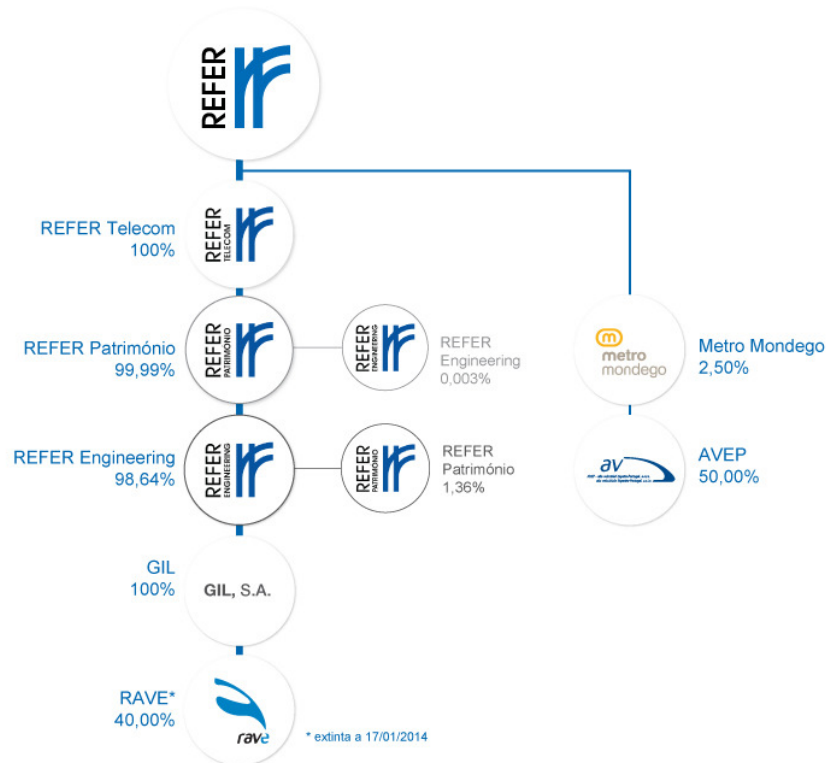 REFER
REFER Telecom
100%
REFER
TELECOM
REFER Património
99,99%
REFER
PATRIMÓNIO
REFER
ENGINEERING
REFER
Engineering
0,003%
metro
mondego
Metro Mondego
2,50%
REFER Engineering
98,64%
REFER
ENGINEERING
REFER
PATRIMÓNIO
REFER
Património
1,36%
av
AVEP
50,00%
GIL
100%
GIL, S.A.
RAVE*
40,00%
rave
* extinta a 17/01/2014